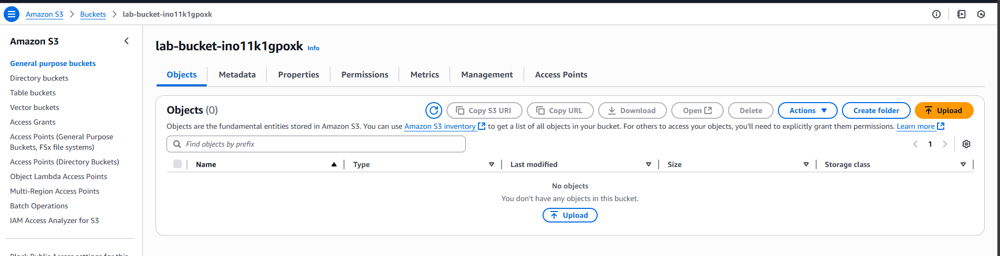 Amazon S3 > Buckets > lab-bucket-ino11k1gpoxk
Amazon S3
General purpose buckets
Directory buckets
Table buckets
Vector buckets
Access Grants
Access Points (General Purpose
Buckets, FSx file systems)
Access Points (Directory Buckets)
Object Lambda Access Points
Multi-Region Access Points
Batch Operations
IAM Access Analyzer for S3
Block Public Access settings for this
lab-bucket-ino11k1gpoxk Info
Objects Metadata Properties Permissions Metrics Management Access Points
Objects (0)
Copy S3 URI Copy URL Download Open Delete Actions Create folder Upload
Objects are the fundamental entities stored in Amazon S3. You can use Amazon S3 inventory to get a list of all objects in your bucket. For others to access your objects, you'll need to explicitly grant them permissions. Learn more
Find objects by prefix
1
Name Type Last modified Size Storage class
No objects
You don't have any objects in this bucket.
Upload